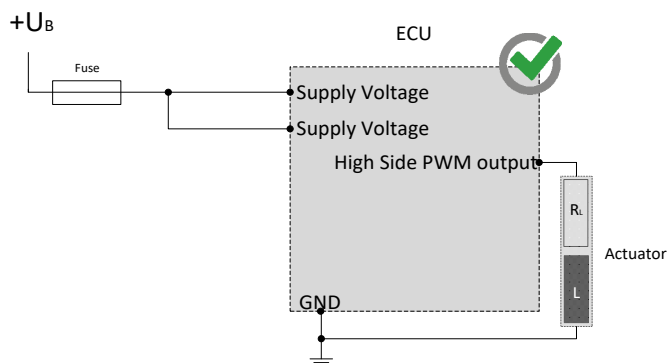 +UB
ECU
Fuse
Supply Voltage
Supply Voltage
High Side PWM output
RL
Actuator
L
GND